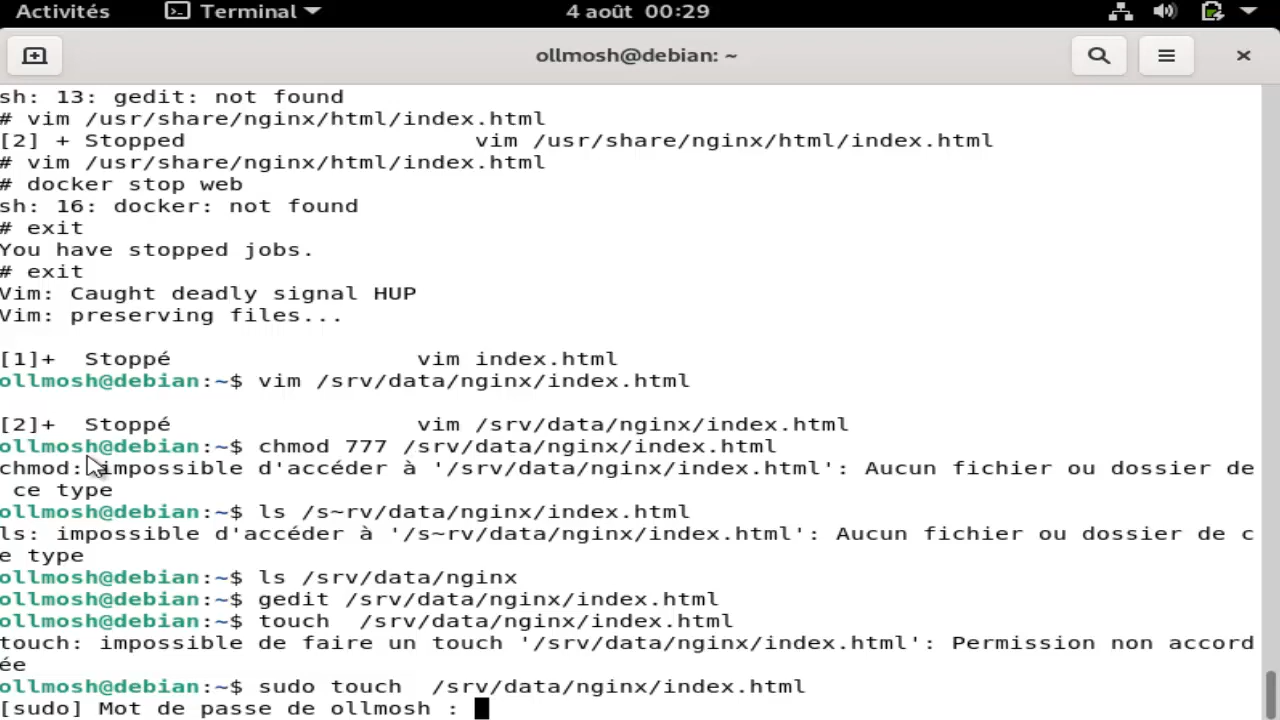 Activités Terminal 4 août 00:29
ollmosh@debian: ~
sh: 13: gedit: not found
# vim /usr/share/nginx/html/index.html
[2] + Stopped                    vim /usr/share/nginx/html/index.html
# vim /usr/share/nginx/html/index.html
# docker stop web
sh: 16: docker: not found
# exit
You have stopped jobs.
# exit
Vim: Caught deadly signal HUP
Vim: preserving files...
[1]+  Stoppé                 vim index.html
ollmosh@debian:~$ vim /srv/data/nginx/index.html
[2]+  Stoppé                 vim /srv/data/nginx/index.html
ollmosh@debian:~$ chmod 777 /srv/data/nginx/index.html
chmod: impossible d'accéder à '/srv/data/nginx/index.html': Aucun fichier ou dossier de
 ce type
ollmosh@debian:~$ ls /s~rv/data/nginx/index.html
ls: impossible d'accéder à '/s~rv/data/nginx/index.html': Aucun fichier ou dossier de c
e type
ollmosh@debian:~$ ls /srv/data/nginx
ollmosh@debian:~$ gedit /srv/data/nginx/index.html
ollmosh@debian:~$ touch  /srv/data/nginx/index.html
touch: impossible de faire un touch '/srv/data/nginx/index.html': Permission non accord
ée
ollmosh@debian:~$ sudo touch  /srv/data/nginx/index.html
[sudo] Mot de passe de ollmosh :